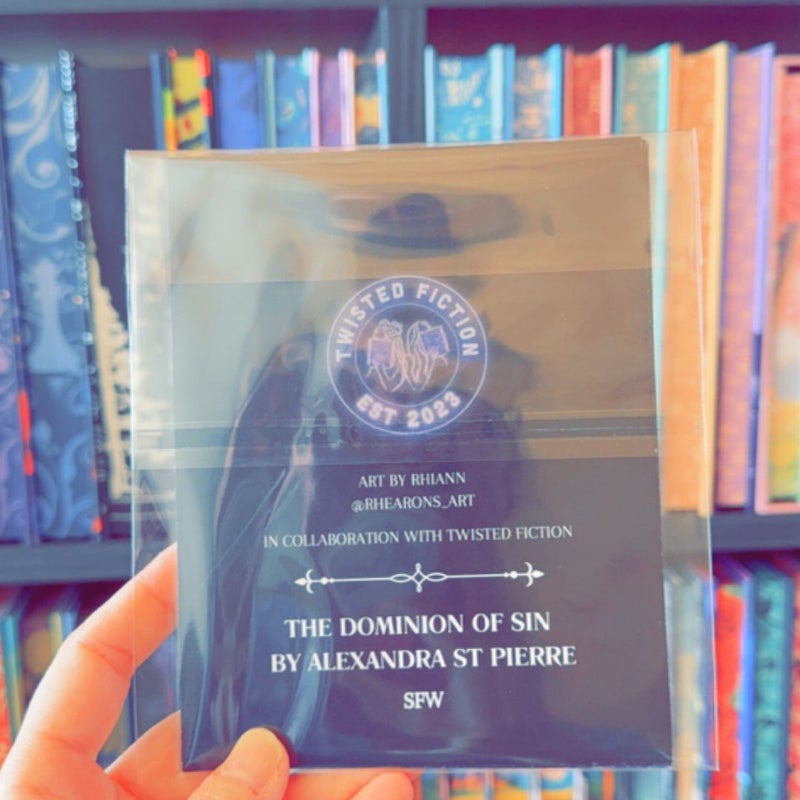 TWISTED FICTION
EST 2023
ART BY RHIANN
@RHEARONS_ART
IN COLLABORATION WITH TWISTED FICTION
THE DOMINION OF SIN
BY ALEXANDRA ST PIERRE
SFW